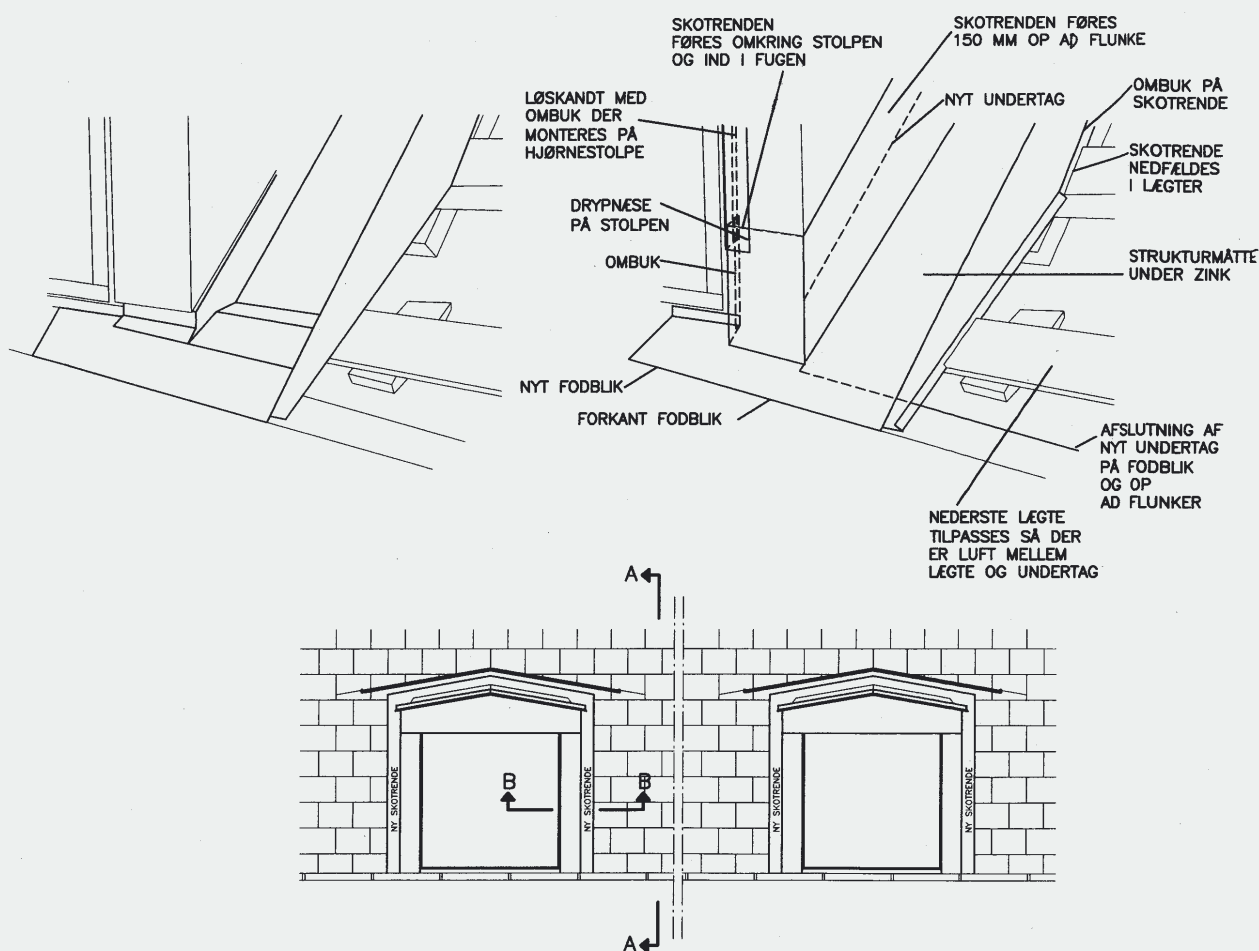 SKOTRENDEN
FØRES OMKRING STOLPEN
OG IND I FUGEN
SKOTRENDEN FØRES
150 MM OP AD FLUNKE
LØSKANDT MED
OMBUK DER
MONTERES PÅ
HJØRNESTOLPE
NYT UNDERTAG
OMBUK PÅ
SKOTRENDE
SKOTRENDE
NEDFÆLDES
I LÆGTER
DRYPNÆSE
PÅ STOLPEN
OMBUK
STRUKTURMÅTTE
UNDER ZINK
NYT FODBLIK
FORKANT FODBLIK
AFSLUTNING AF
NYT UNDERTAG
PÅ FODBLIK
OG OP
AD FLUNKER
NEDERSTE LÆGTE
TILPASSES SÅ DER
ER LUFT MELLEM
LÆGTE OG UNDERTAG
A
NY SKOTRENDE
B
NY SKOTRENDE
B
NY SKOTRENDE
NY SKOTRENDE
A